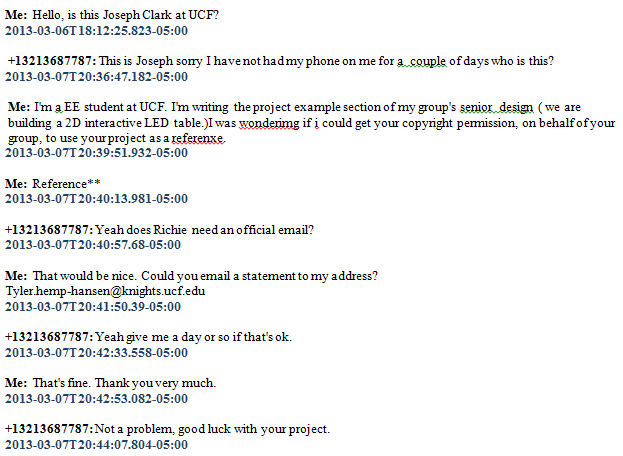 Me: Hello, is this Joseph Clark at UCF?
2013-03-06T18:12:25.823-05:00
+13213687787: This is Joseph sorry I have not had my phone on me for a couple of days who is this?
2013-03-07T20:36:47.182-05:00
Me: I'm a EE student at UCF. I'm writing the project example section of my group's senior design ( we are
building a 2D interactive LED table.)I was wonderimg if i could get your copyright permission, on behalf of your
group, to use your project as a referenxe.
2013-03-07T20:39:51.932-05:00
Me: Reference**
2013-03-07T20:40:13.981-05:00
+13213687787: Yeah does Richie need an official email?
2013-03-07T20:40:57.68-05:00
Me: That would be nice. Could you email a statement to my address?
Tyler.hemp-hansen@knights.ucf.edu
2013-03-07T20:41:50.39-05:00
+13213687787: Yeah give me a day or so if that's ok.
2013-03-07T20:42:33.558-05:00
Me: That's fine. Thank you very much.
2013-03-07T20:42:53.082-05:00
+13213687787: Not a problem, good luck with your project.
2013-03-07T20:44:07.804-05:00